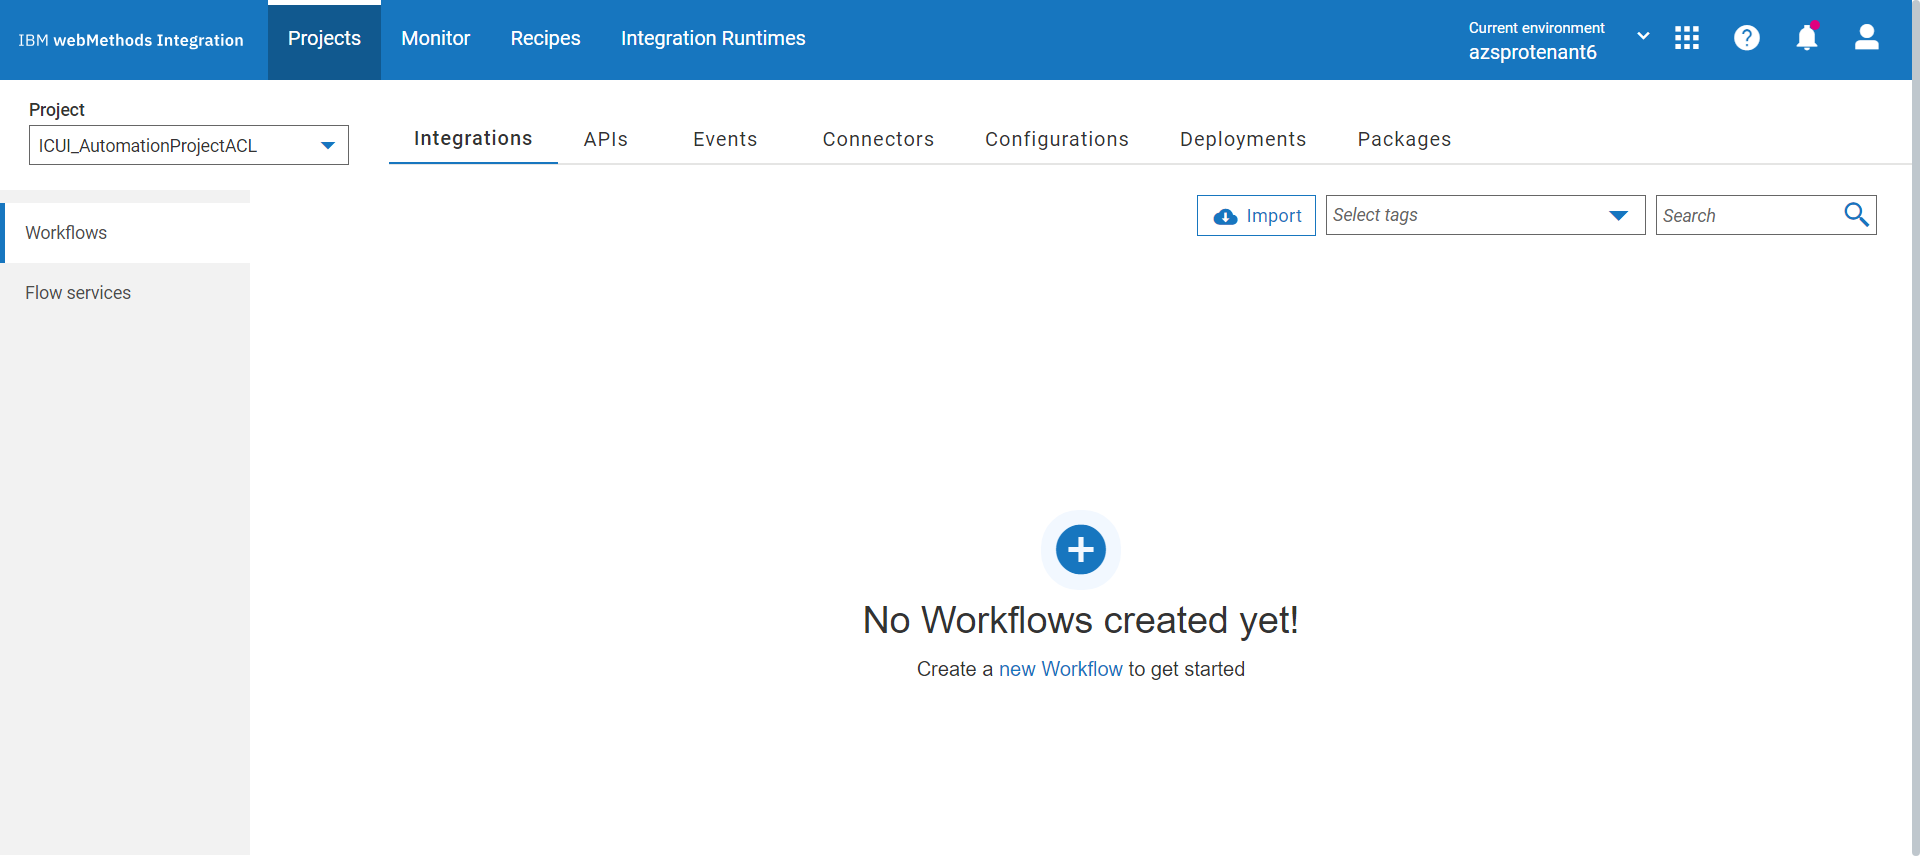 IBM webMethods Integration
Projects
Monitor
Recipes
Integration Runtimes
Current environment
azsprotenant6
Project
ICUI_AutomationProjectACL
Integrations
APIs
Events
Connectors
Configurations
Deployments
Packages
Import
Select tags
Search
Workflows
Flow services
No Workflows created yet!
Create a new Workflow to get started